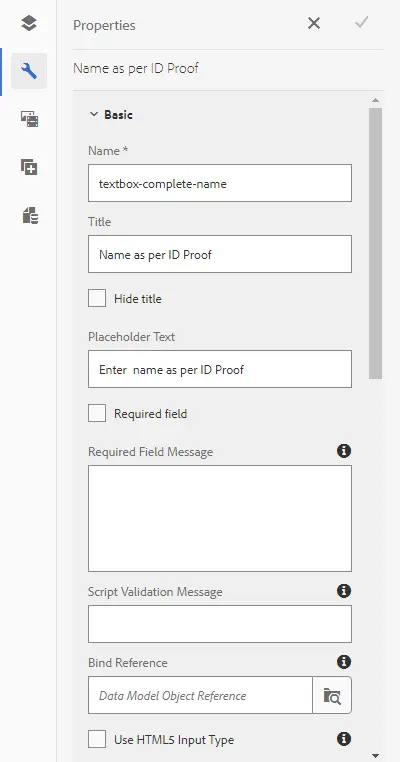 Properties
Name as per ID Proof
Basic
Name *
textbox-complete-name
Title
Name as per ID Proof
Hide title
Placeholder Text
Enter  name as per ID Proof
Required field
Required Field Message
Script Validation Message
Bind Reference
Data Model Object Reference
Use HTML5 Input Type